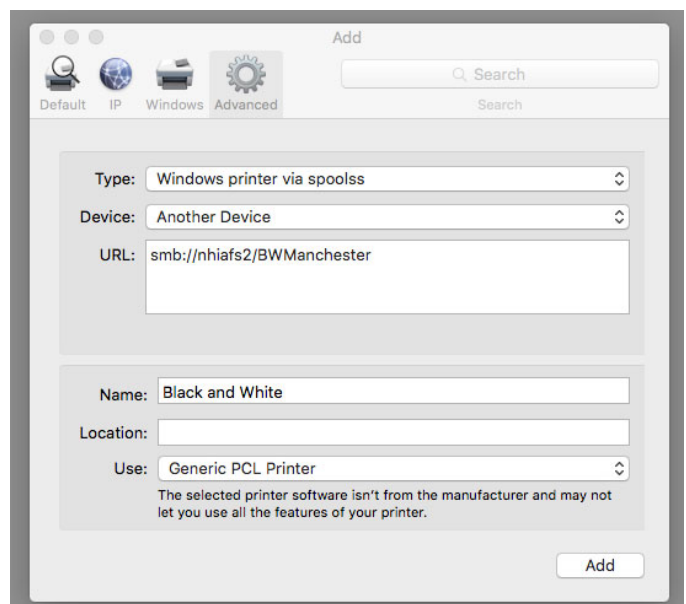 Add
Search
Default IP Windows Advanced Search
Type: Windows printer via spoolss
Device: Another Device
URL: smb://nhiafs2/BWManchester
Name: Black and White
Location:
Use: Generic PCL Printer
The selected printer software isn't from the manufacturer and may not
let you use all the features of your printer.
Add